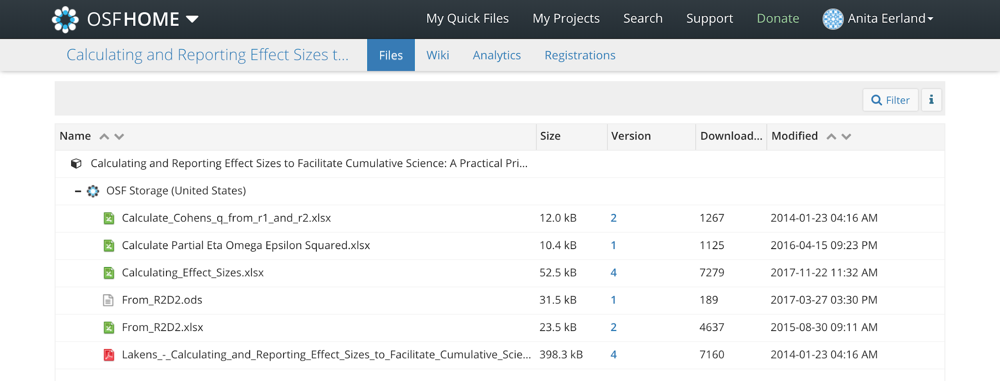 OSFHOME My Quick Files My Projects Search Support Donate Anita Eerland
Calculating and Reporting Effect Sizes t... Files Wiki Analytics Registrations
Filter i
Name Size Version Download... Modified
Calculating and Reporting Effect Sizes to Facilitate Cumulative Science: A Practical Pri...
OSF Storage (United States)
Calculate_Cohens_q_from_r1_and_r2.xlsx 12.0 kB 2 1267 2014-01-23 04:16 AM
Calculate Partial Eta Omega Epsilon Squared.xlsx 10.4 kB 1 1125 2016-04-15 09:23 PM
Calculating_Effect_Sizes.xlsx 52.5 kB 4 7279 2017-11-22 11:32 AM
From_R2D2.ods 31.5 kB 1 189 2017-03-27 03:30 PM
From_R2D2.xlsx 23.5 kB 2 4637 2015-08-30 09:11 AM
Lakens_-_Calculating_and_Reporting_Effect_Sizes_to_Facilitate_Cumulative_Scie... 398.3 kB 4 7160 2014-01-23 04:16 AM